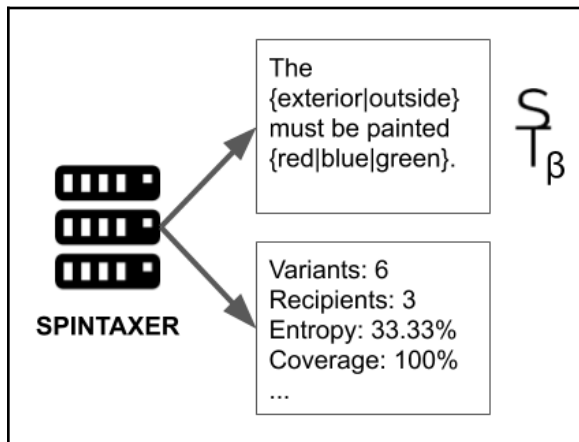 The
{exterior|outside}
must be painted
{red|blue|green}.
S
Tβ
SPINTAXER
Variants: 6
Recipients: 3
Entropy: 33.33%
Coverage: 100%
...